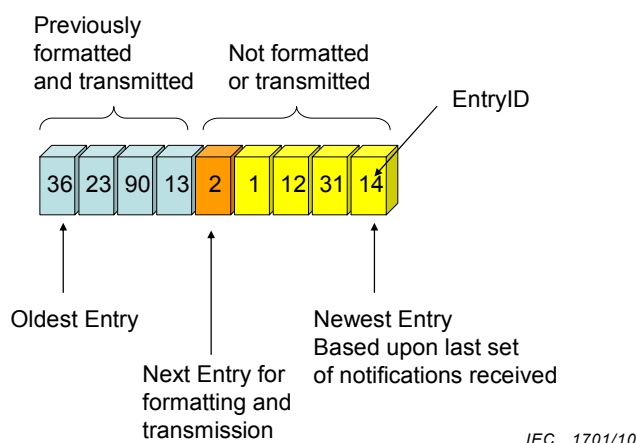 Previously
formatted
and transmitted
Not formatted
or transmitted
EntryID
36 23 90 13 2 1 12 31 14
Oldest Entry
Newest Entry
Based upon last set
of notifications received
Next Entry for
formatting and
transmission
IEC 1701/10